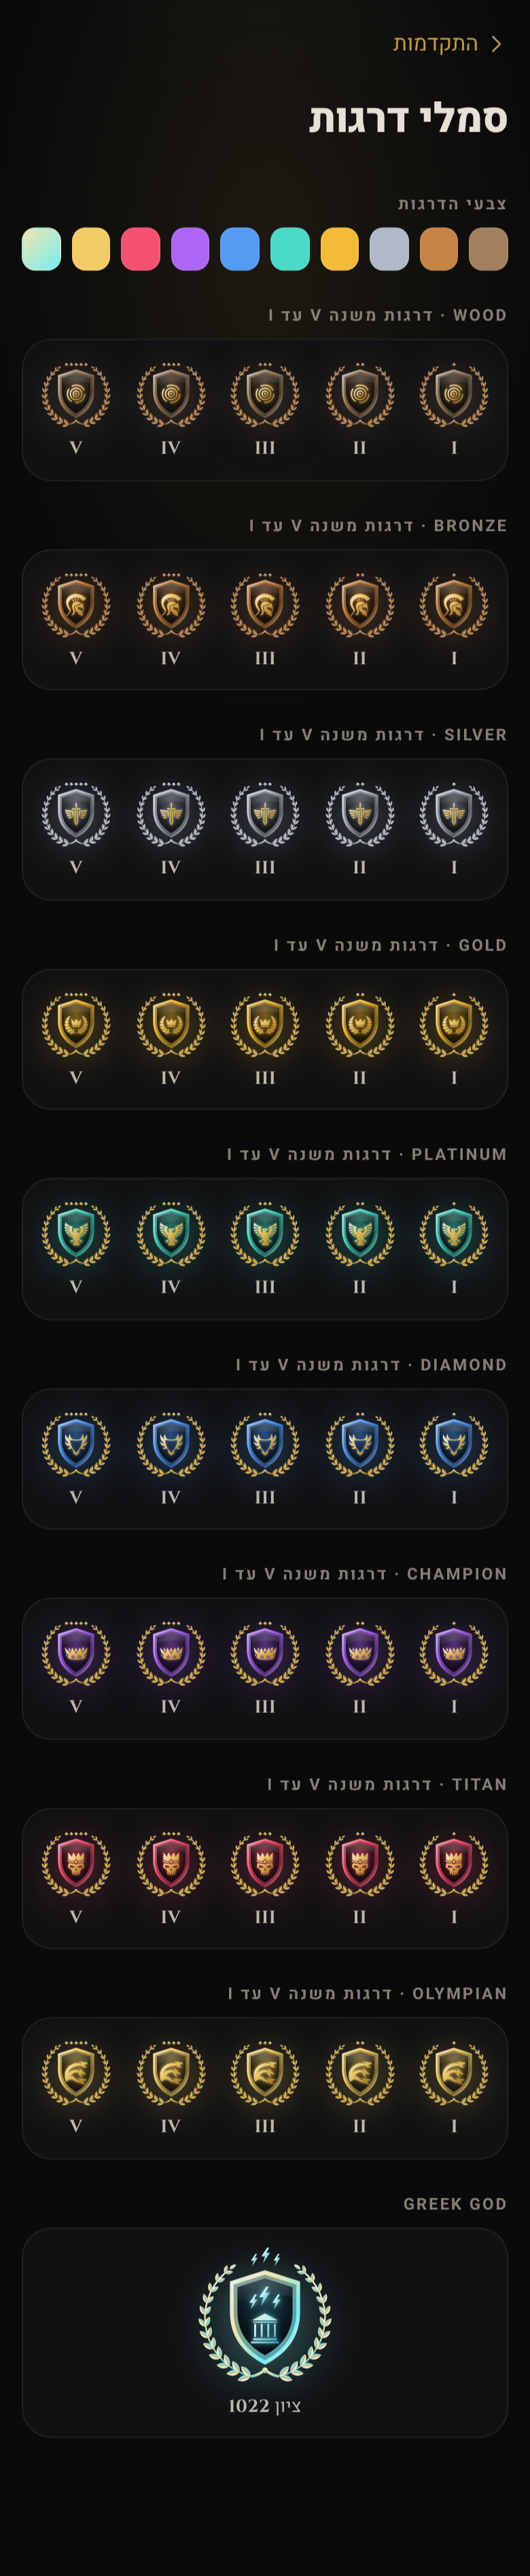 התקדמות
סמלי דרגות
צבעי הדרגות
WOOD · דרגות משנה V עד I
I II III IV V
BRONZE · דרגות משנה V עד I
I II III IV V
SILVER · דרגות משנה V עד I
I II III IV V
GOLD · דרגות משנה V עד I
I II III IV V
PLATINUM · דרגות משנה V עד I
I II III IV V
DIAMOND · דרגות משנה V עד I
I II III IV V
CHAMPION · דרגות משנה V עד I
I II III IV V
TITAN · דרגות משנה V עד I
I II III IV V
OLYMPIAN · דרגות משנה V עד I
I II III IV V
GREEK GOD
ציון 1022